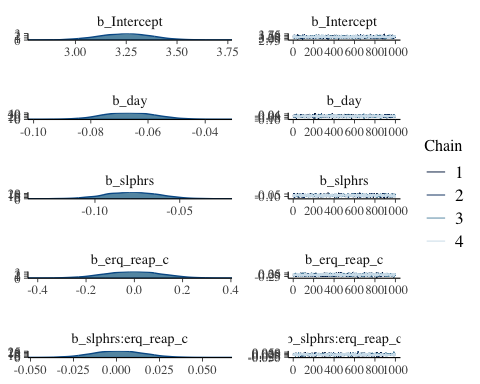 b_Intercept
b_Intercept
3.00 3.25 3.50 3.75
0 200 400 600 800 1000
b_day
b_day
-0.10 -0.08 -0.06 -0.04
0 200 400 600 800 1000
Chain
1
2
3
4
b_slphrs
b_slphrs
-0.10 -0.05
0 200 400 600 800 1000
b_erq_reap_c
b_erq_reap_c
-0.4 -0.2 0.0 0.2 0.4
0 200 400 600 800 1000
b_slphrs:erq_reap_c
b_slphrs:erq_reap_c
-0.050 -0.025 0.000 0.025 0.050
0 200 400 600 800 1000